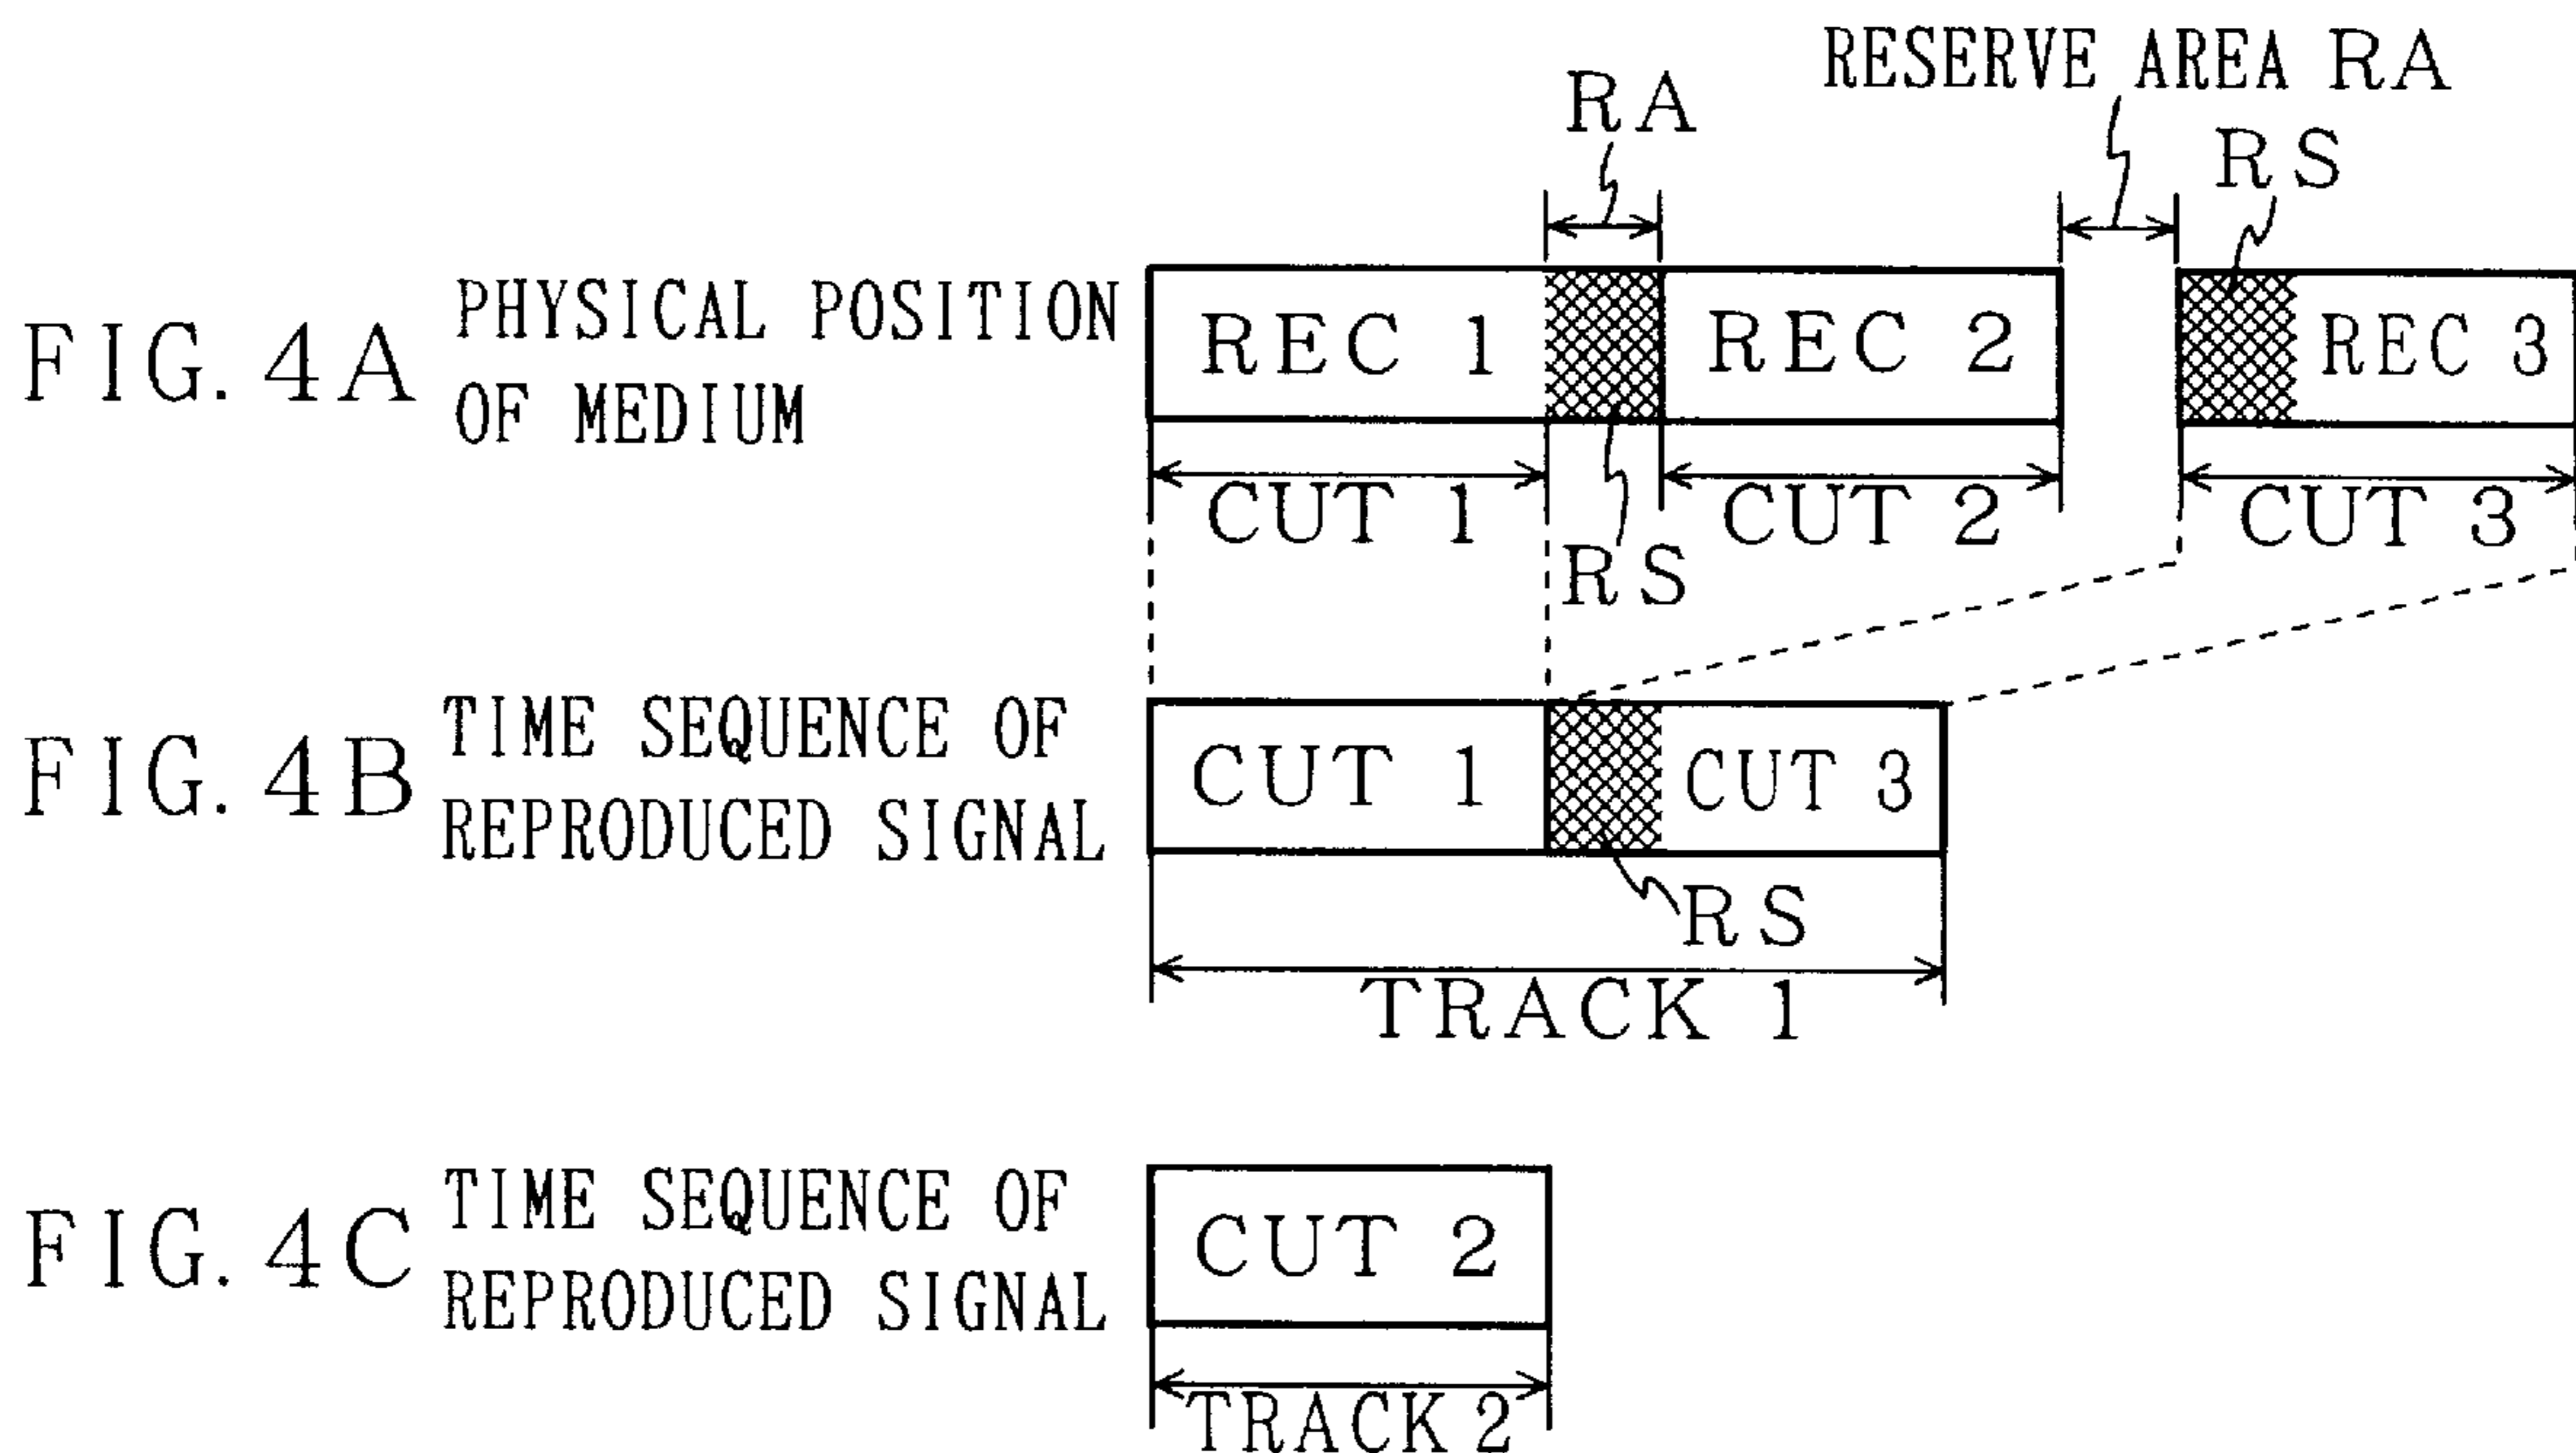 RESERVE AREA RA
RA
RS
FIG. 4A
PHYSICAL POSITION
OF MEDIUM
REC 1
REC 2
REC 3
CUT 1
CUT 2
CUT 3
RS
FIG. 4B
TIME SEQUENCE OF
REPRODUCED SIGNAL
CUT 1
CUT 3
RS
TRACK 1
FIG. 4C
TIME SEQUENCE OF
REPRODUCED SIGNAL
CUT 2
TRACK 2